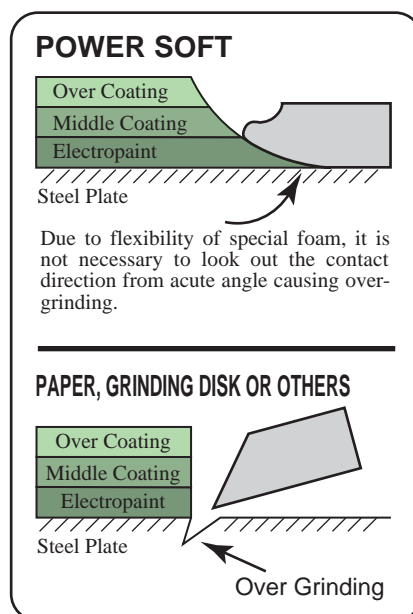 POWER SOFT
Over Coating
Middle Coating
Electropaint
Steel Plate
Due to flexibility of special foam, it is
not necessary to look out the contact
direction from acute angle causing over-
grinding.
PAPER, GRINDING DISK OR OTHERS
Over Coating
Middle Coating
Electropaint
Steel Plate
Over Grinding